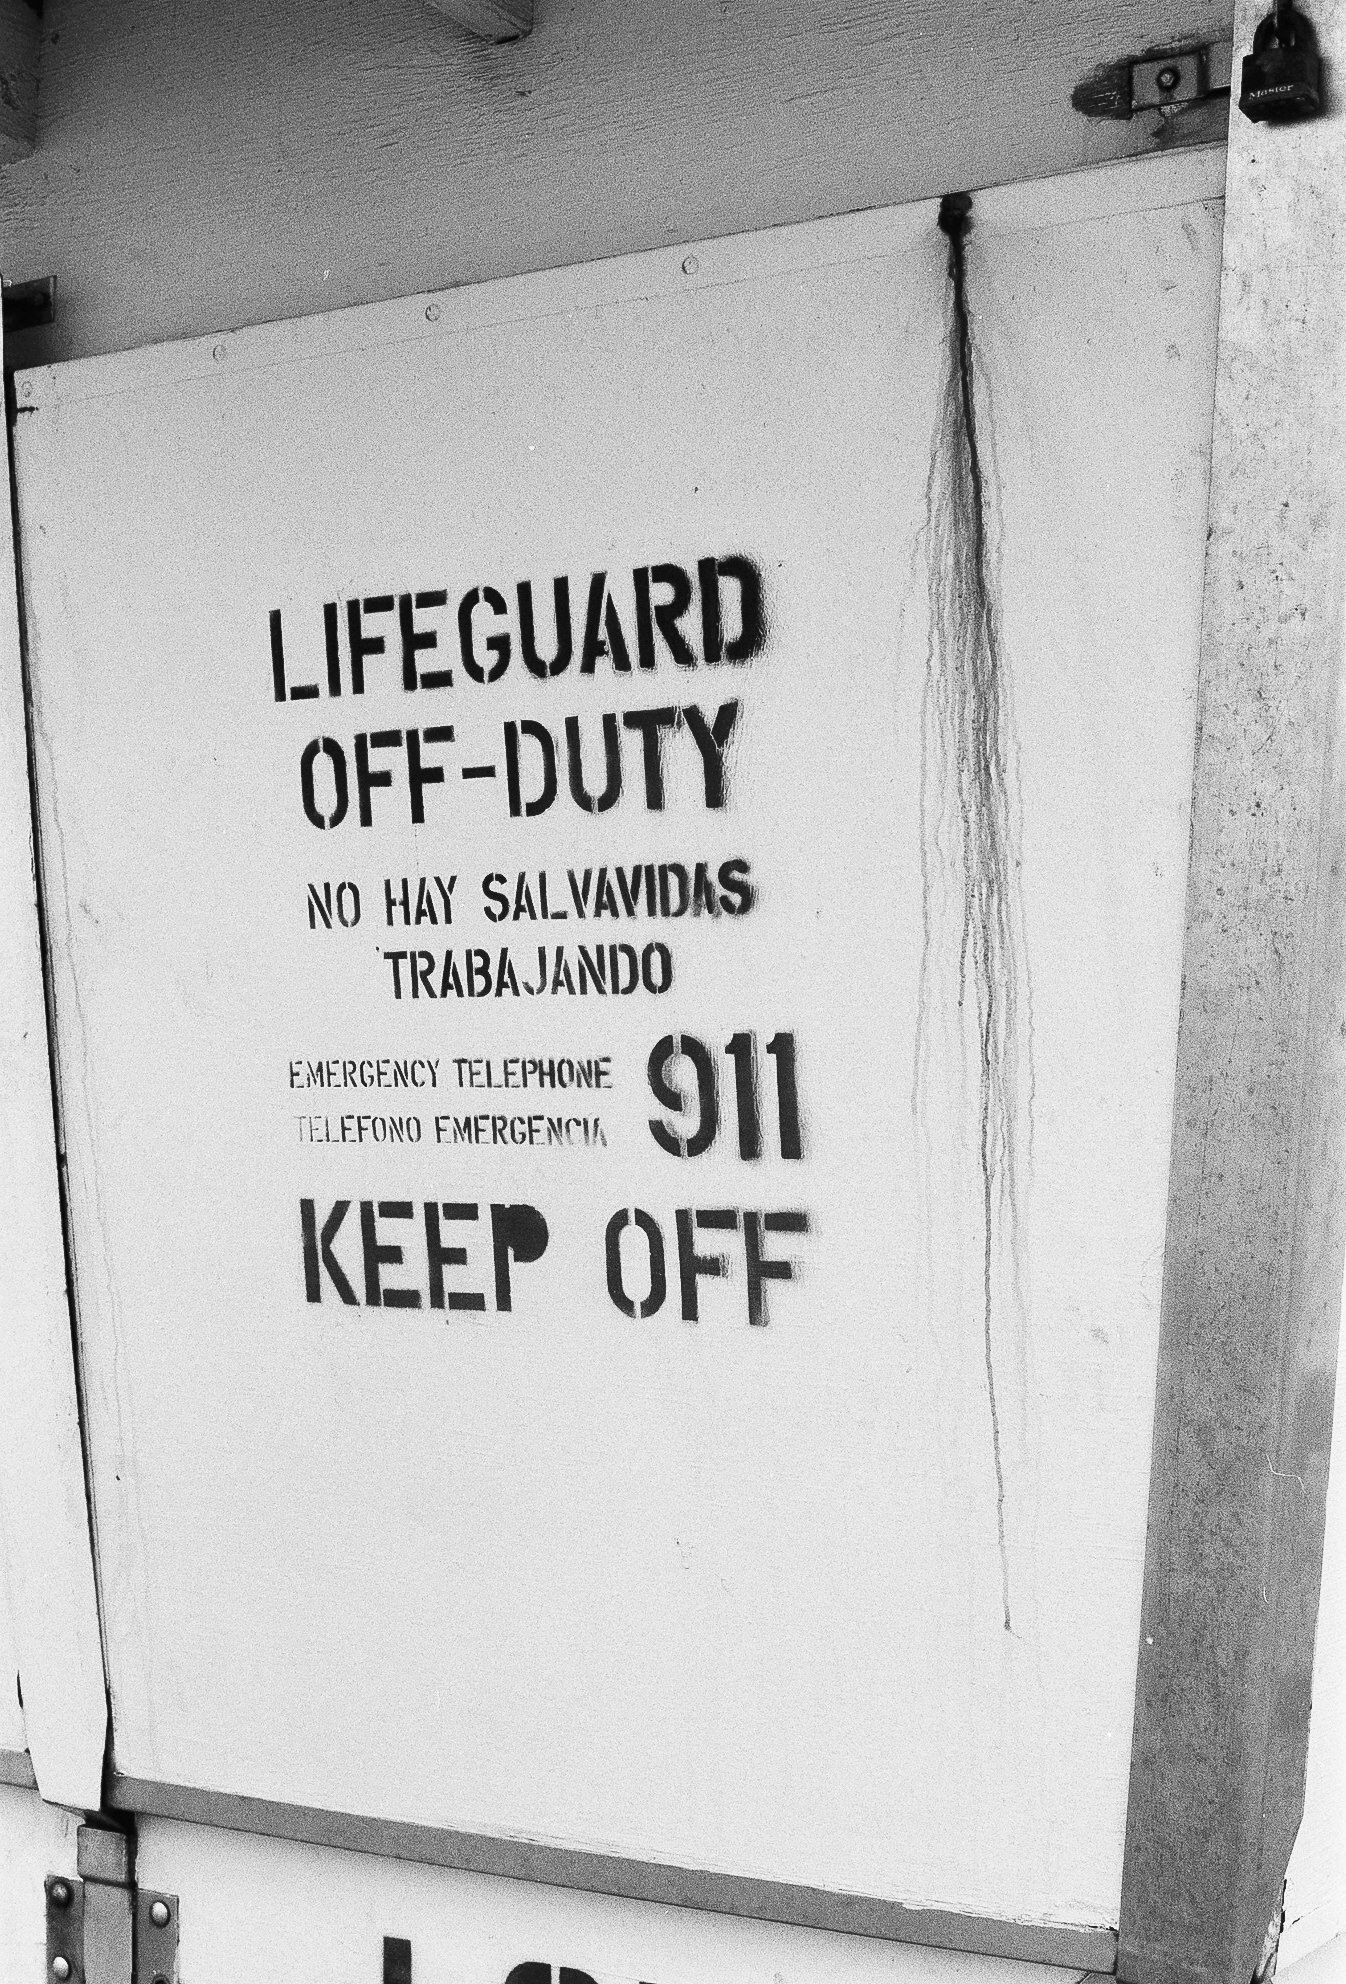 Master
LIFEGUARD
OFF-DUTY
NO HAY SALVAVIDAS
TRABAJANDO
EMERGENCY TELEPHONE 911
TELEFONO EMERGENCIA
KEEP OFF